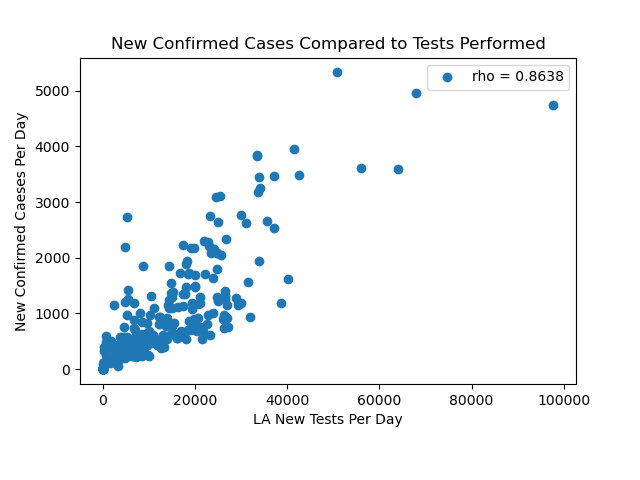 New Confirmed Cases Compared to Tests Performed
rho = 0.8638
5000
4000
3000
2000
1000
0
New Confirmed Caeses Per Day
0 20000 40000 60000 80000 100000
LA New Tests Per Day